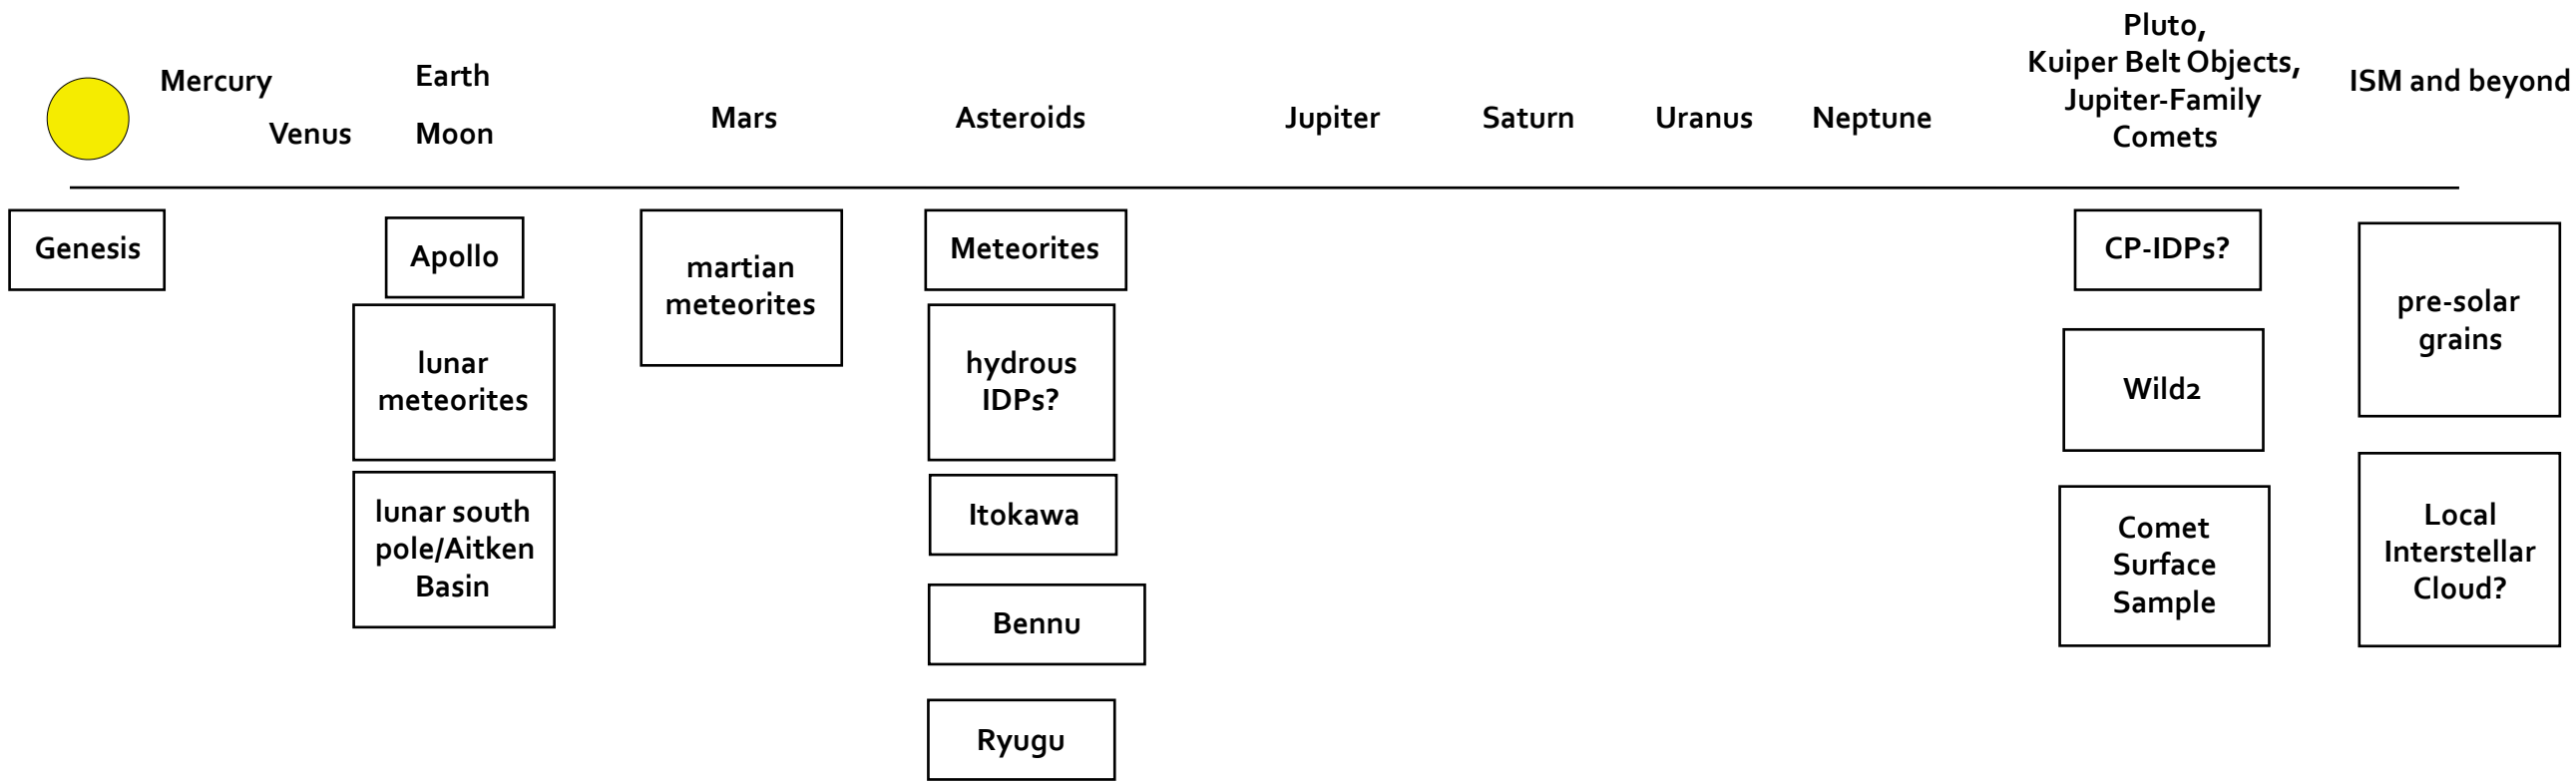 Mercury
Venus
Earth
Moon
Mars
Asteroids
Jupiter
Saturn
Uranus
Neptune
Pluto,
Kuiper Belt Objects,
Jupiter-Family
Comets
ISM and beyond
Genesis
Apollo
lunar
meteorites
lunar south
pole/Aitken
Basin
martian
meteorites
Meteorites
hydrous
IDPs?
Itokawa
Bennu
Ryugu
CP-IDPs?
Wild2
Comet
Surface
Sample
pre-solar
grains
Local
Interstellar
Cloud?